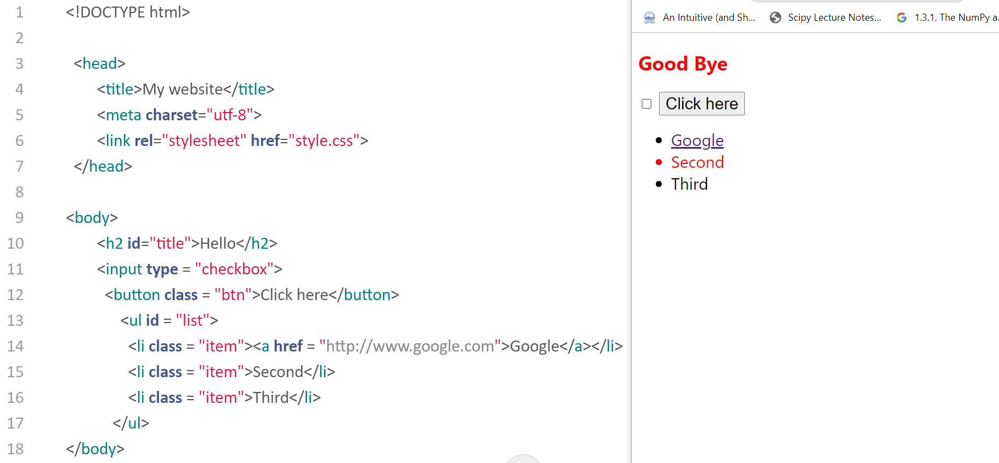 1 <!DOCTYPE html>
2
3 <head>
4 <title>My website</title>
5 <meta charset="utf-8">
6 <link rel="stylesheet" href="style.css">
7 </head>
8
9 <body>
10 <h2 id="title">Hello</h2>
11 <input type = "checkbox">
12 <button class = "btn">Click here</button>
13 <ul id = "list">
14 <li class = "item"><a href = "http://www.google.com">Google</a></li>
15 <li class = "item">Second</li>
16 <li class = "item">Third</li>
17 </ul>
18 </body>
An Intuitive (and Sh... Scipy Lecture Notes... 1.3.1. The NumPy a.
Good Bye
Click here
Google
Second
Third